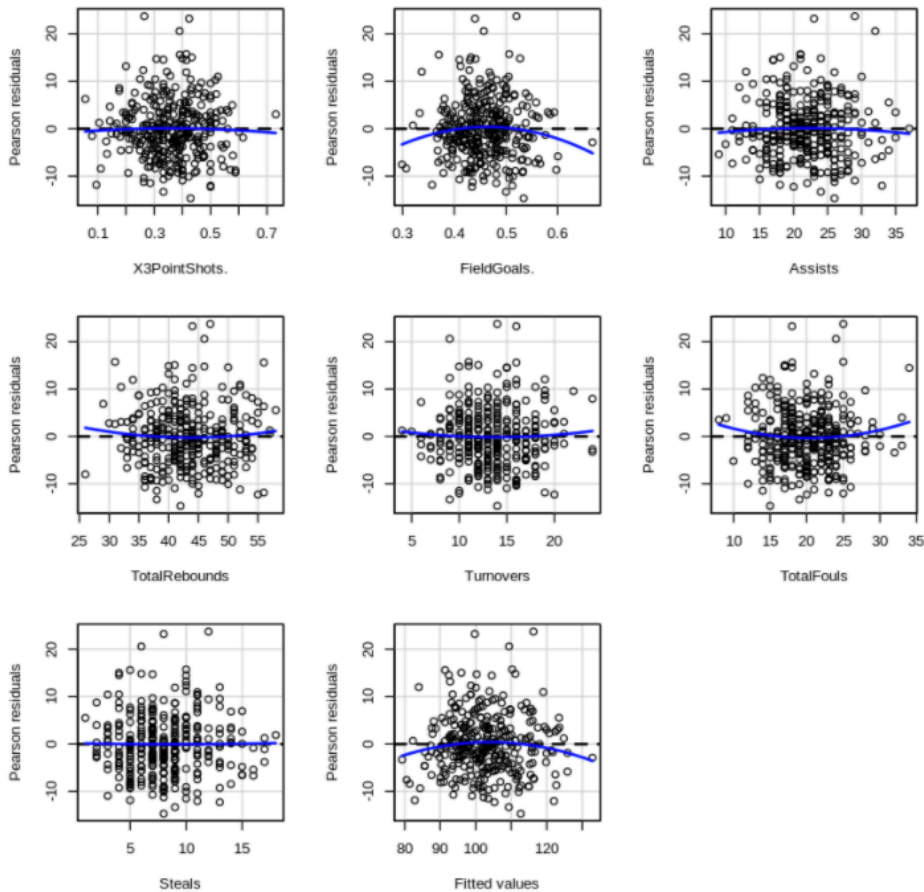 Pearson residuals
20
10
0
-10
0.1 0.3 0.5 0.7
X3PointShots.
Pearson residuals
20
10
0
-10
0.3 0.4 0.5 0.6
FieldGoals.
Pearson residuals
20
10
0
-10
10 15 20 25 30 35
Assists
Pearson residuals
20
10
0
-10
25 30 35 40 45 50 55
TotalRebounds
Pearson residuals
20
10
0
-10
5 10 15 20
Turnovers
Pearson residuals
20
10
0
-10
10 15 20 25 30 35
TotalFouls
Pearson residuals
20
10
0
-10
5 10 15
Steals
Pearson residuals
20
10
0
-10
80 90 100 120
Fitted values